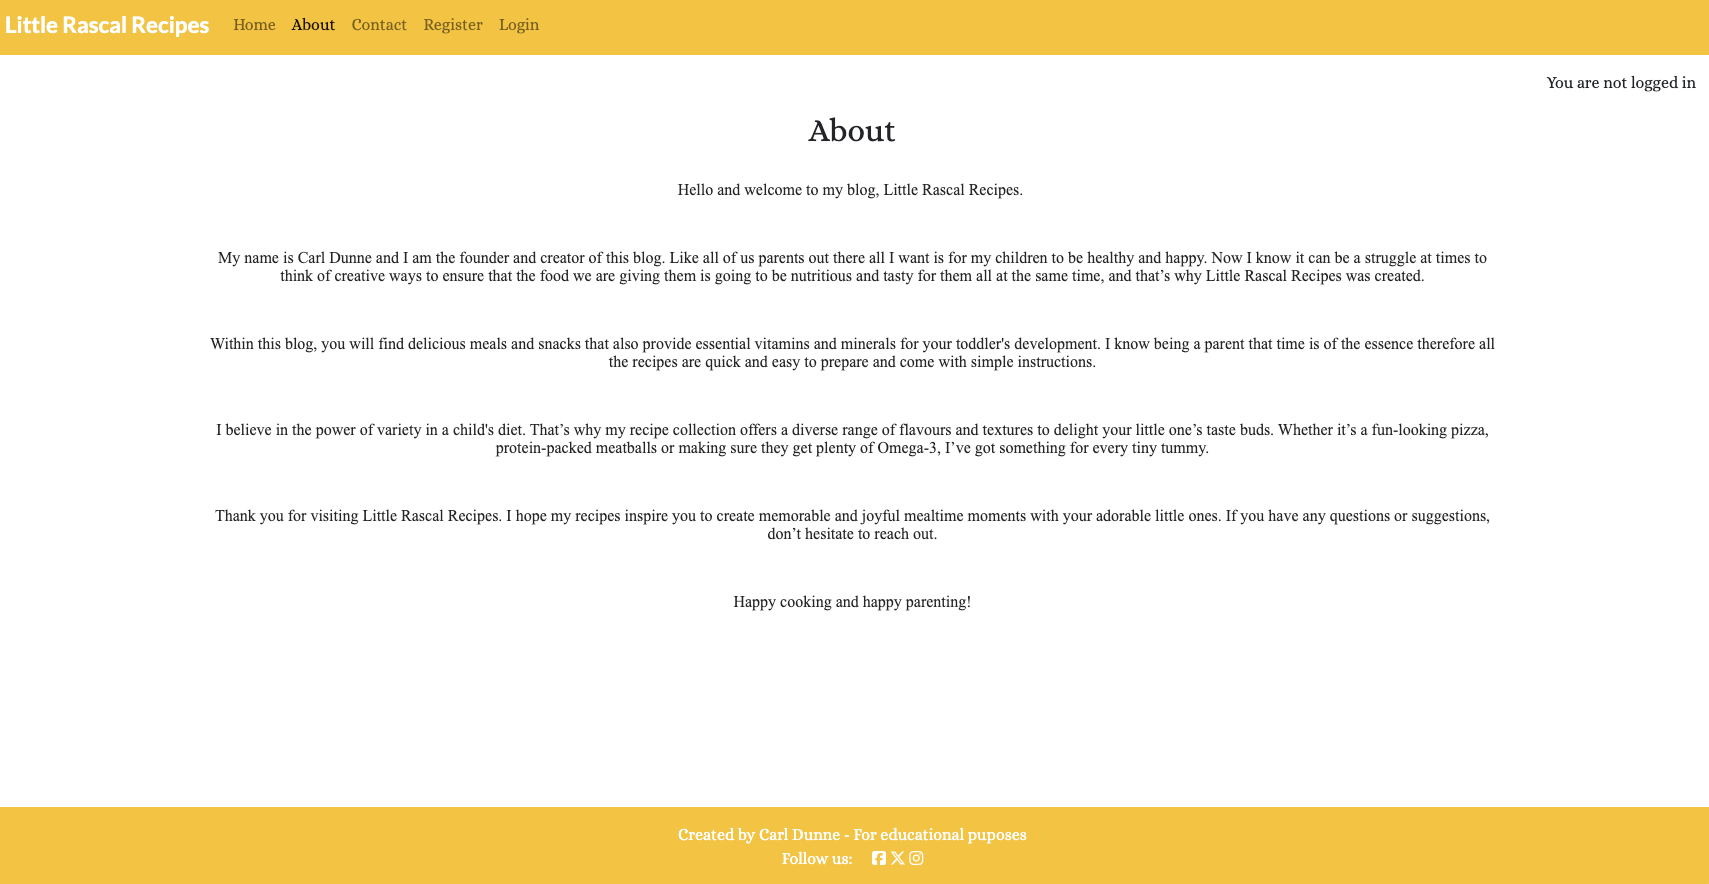 Little Rascal Recipes Home About Contact Register Login
You are not logged in
About
Hello and welcome to my blog, Little Rascal Recipes.
My name is Carl Dunne and I am the founder and creator of this blog. Like all of us parents out there all I want is for my children to be healthy and happy. Now I know it can be a struggle at times to
think of creative ways to ensure that the food we are giving them is going to be nutritious and tasty for them all at the same time, and that’s why Little Rascal Recipes was created.
Within this blog, you will find delicious meals and snacks that also provide essential vitamins and minerals for your toddler's development. I know being a parent that time is of the essence therefore all
the recipes are quick and easy to prepare and come with simple instructions.
I believe in the power of variety in a child's diet. That’s why my recipe collection offers a diverse range of flavours and textures to delight your little one’s taste buds. Whether it’s a fun-looking pizza,
protein-packed meatballs or making sure they get plenty of Omega-3, I’ve got something for every tiny tummy.
Thank you for visiting Little Rascal Recipes. I hope my recipes inspire you to create memorable and joyful mealtime moments with your adorable little ones. If you have any questions or suggestions,
don’t hesitate to reach out.
Happy cooking and happy parenting!
Created by Carl Dunne - For educational puposes
Follow us: